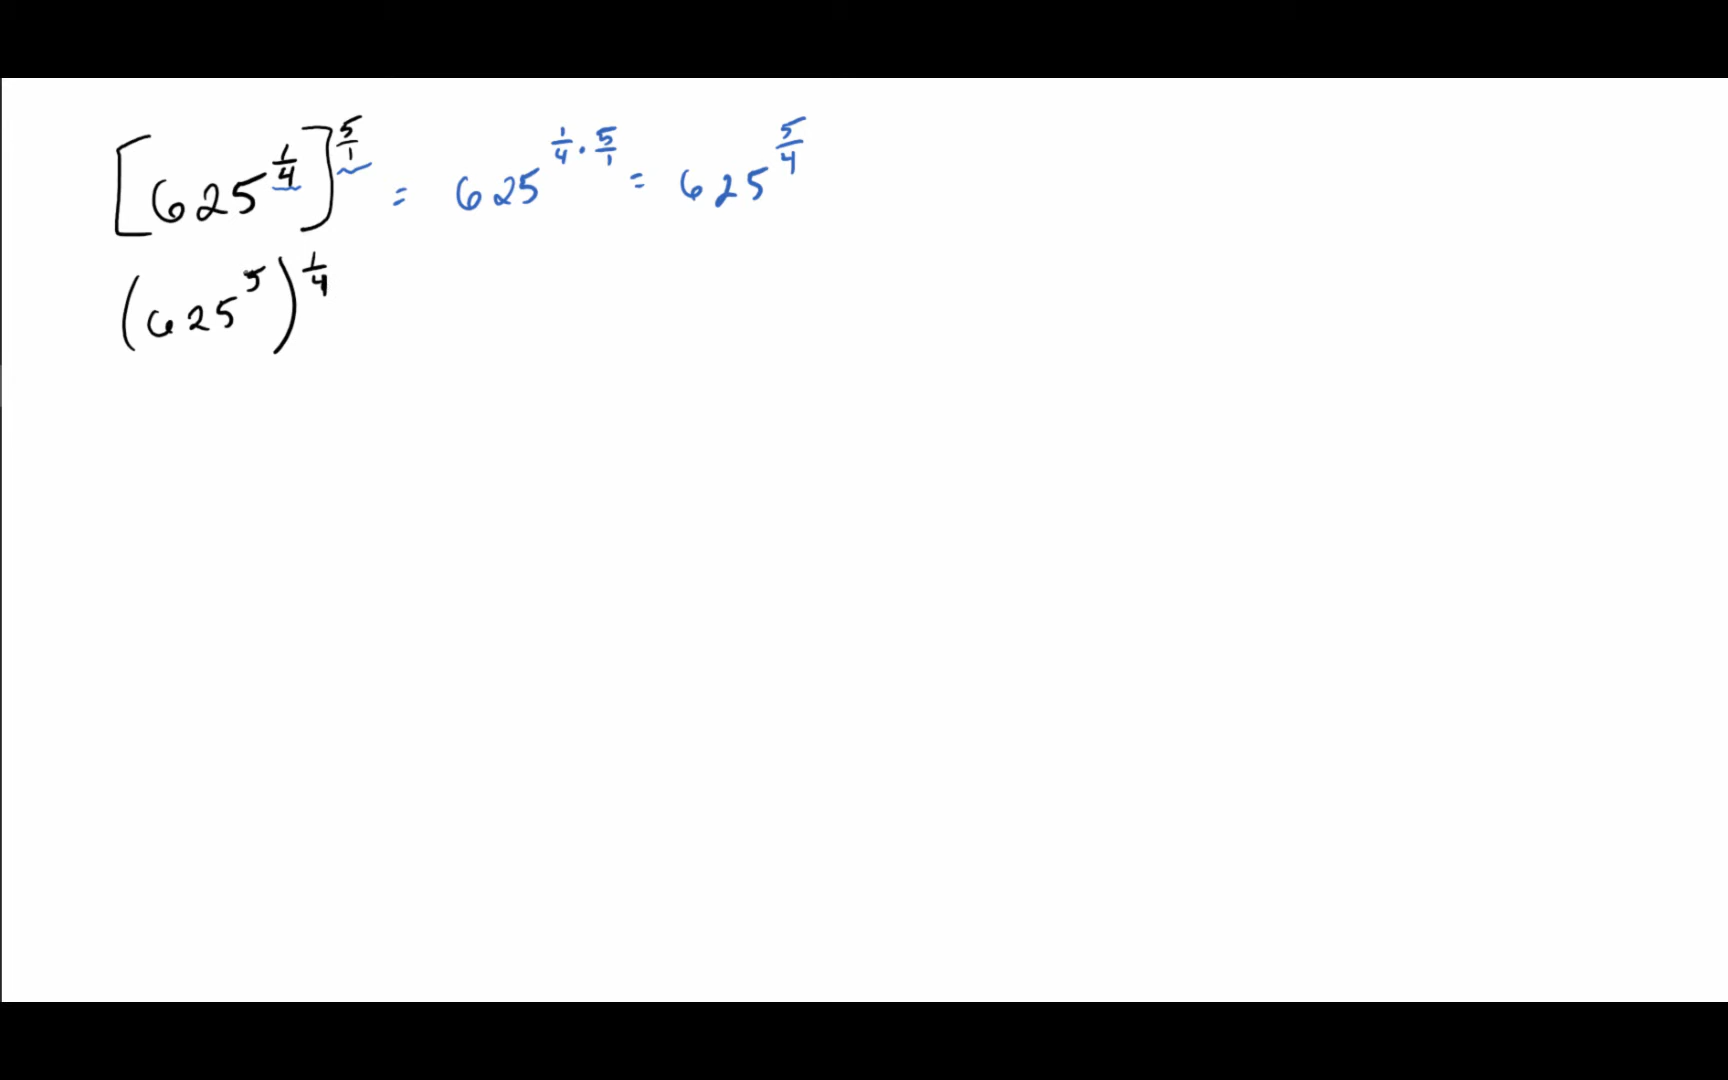 [625^{1/4}]^{5/1} = 625^{1/4 · 5/1} = 625^{5/4}
(625^5)^{1/4}